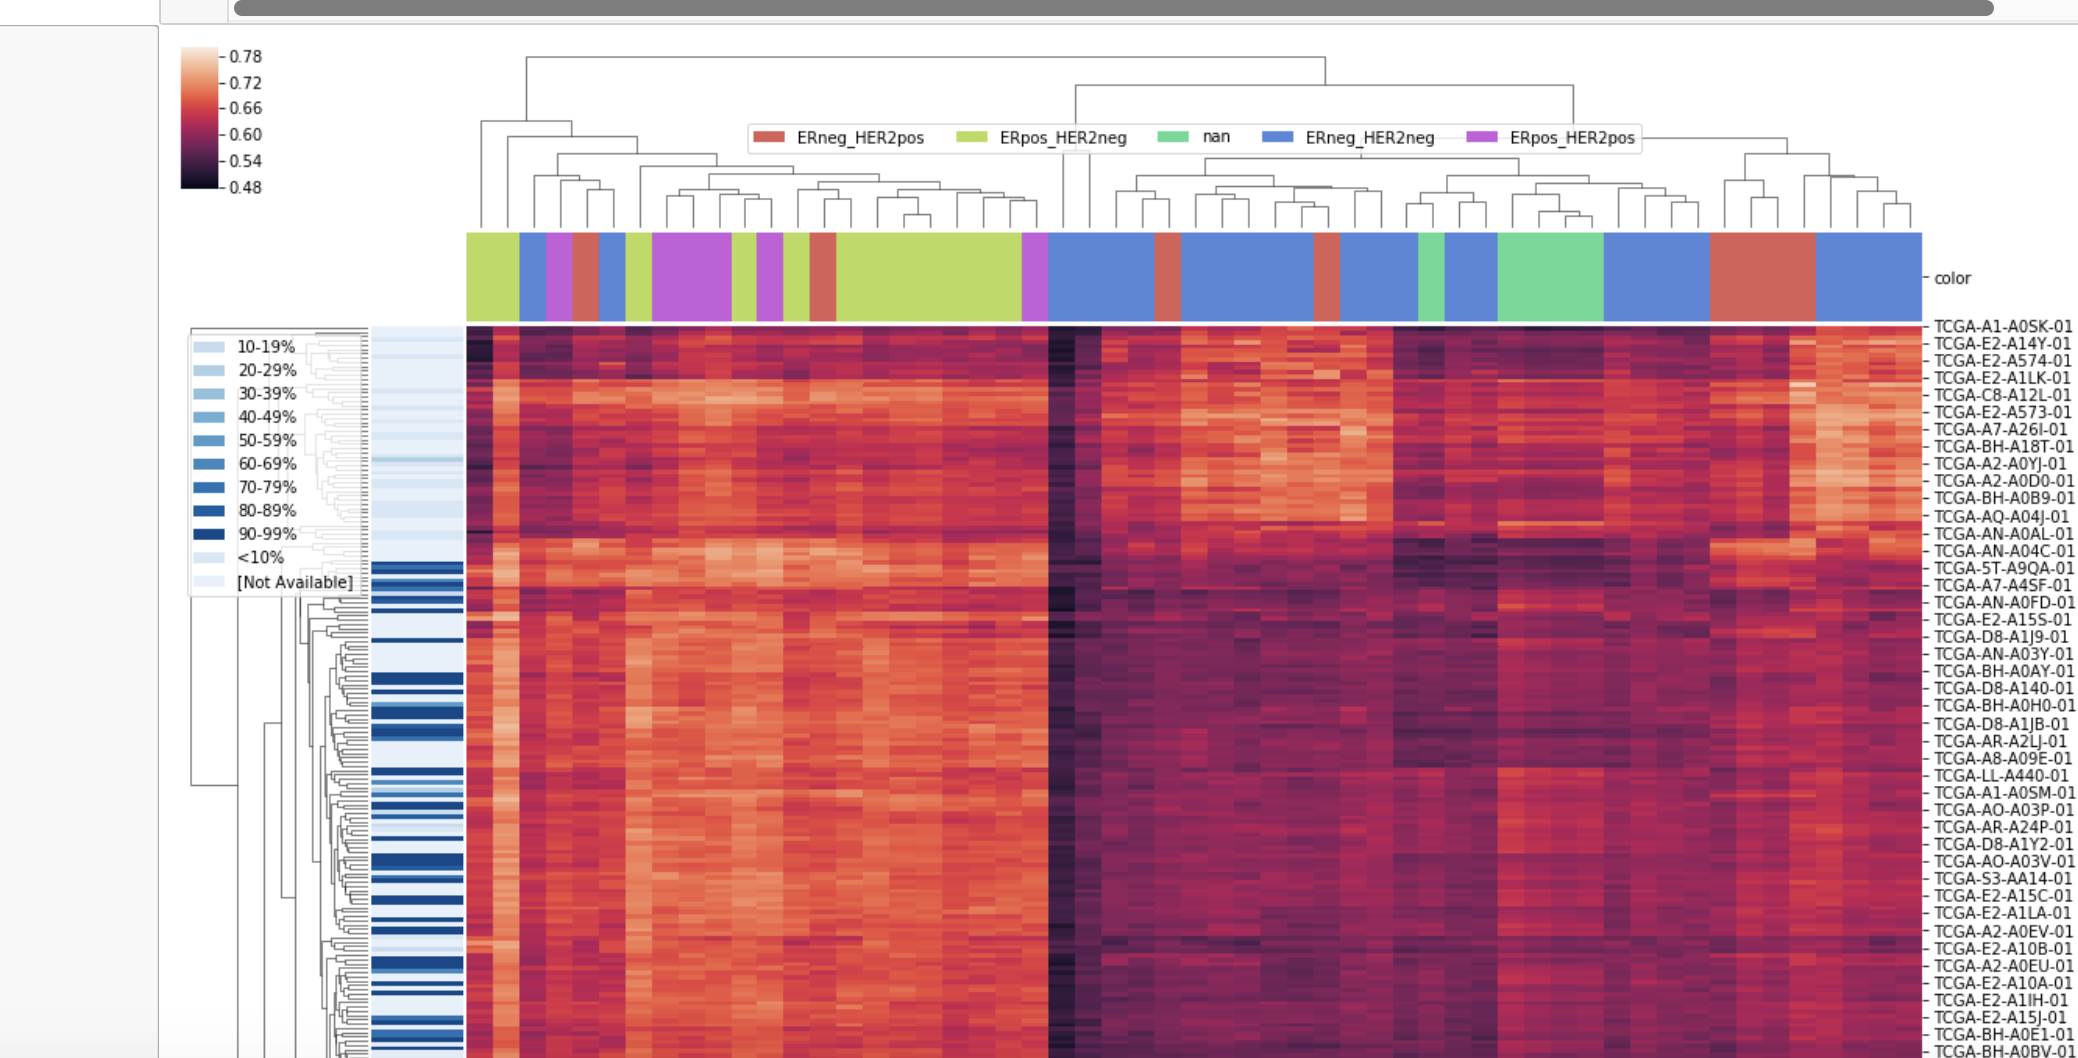 0.78
0.72
0.66
0.60
0.54
0.48
ERneg_HER2pos ERpos_HER2neg nan ERneg_HER2neg ERpos_HER2pos
color
10-19%
20-29%
30-39%
40-49%
50-59%
60-69%
70-79%
80-89%
90-99%
<10%
[Not Available]
TCGA-A1-A0SK-01
TCGA-E2-A14Y-01
TCGA-E2-A574-01
TCGA-E2-A1LK-01
TCGA-C8-A12L-01
TCGA-E2-A573-01
TCGA-A7-A26I-01
TCGA-BH-A18T-01
TCGA-A2-A0YJ-01
TCGA-A2-A0D0-01
TCGA-BH-A0B9-01
TCGA-AQ-A04J-01
TCGA-AN-A0AL-01
TCGA-AN-A04C-01
TCGA-5T-A9QA-01
TCGA-A7-A4SF-01
TCGA-AN-A0FD-01
TCGA-E2-A15S-01
TCGA-D8-A1J9-01
TCGA-AN-A03Y-01
TCGA-BH-A0AY-01
TCGA-D8-A140-01
TCGA-BH-A0H0-01
TCGA-D8-A1JB-01
TCGA-AR-A2LJ-01
TCGA-A8-A09E-01
TCGA-LL-A440-01
TCGA-A1-A0SM-01
TCGA-AO-A03P-01
TCGA-AR-A24P-01
TCGA-D8-A1Y2-01
TCGA-AO-A03V-01
TCGA-S3-AA14-01
TCGA-E2-A15C-01
TCGA-E2-A1LA-01
TCGA-A2-A0EV-01
TCGA-E2-A10B-01
TCGA-A2-A0EU-01
TCGA-E2-A10A-01
TCGA-E2-A1IH-01
TCGA-E2-A15J-01
TCGA-BH-A0E1-01
TCGA-BH-A0BV-01